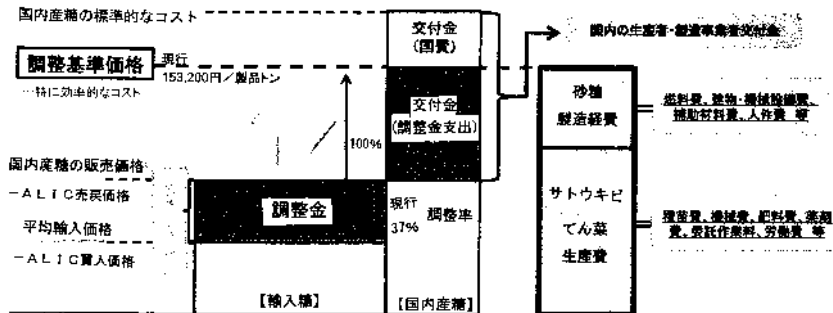 国内産糖の標準的なコスト
交付金
(国費)
国内の生産者・製造事業者交付金
調整基準価格
現行
153,200円/製品トン
…特に効率的なコスト
100%
交付金
(調整金支出)
砂糖
製造経費
燃料費、建物・機械設備費、
補助材料費、人件費 等
国内産糖の販売価格
−ALIC売戻価格
平均輸入価格
−ALIC買入価格
調整金
現行
37%
調整率
サトウキビ
てん菜
生産費
種苗費、機械費、肥料費、薬剤
費、委託作業料、労働費 等
【輸入糖】
【国内産糖】